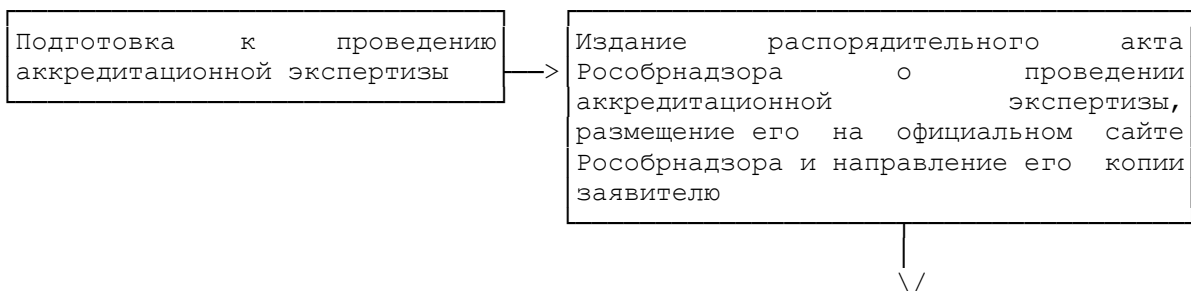 Подготовка к проведению
аккредитационной экспертизы
Издание распорядительного акта
Рособрнадзора о проведении
аккредитационной экспертизы,
размещение его на официальном сайте
Рособрнадзора и направление его копии
заявителю